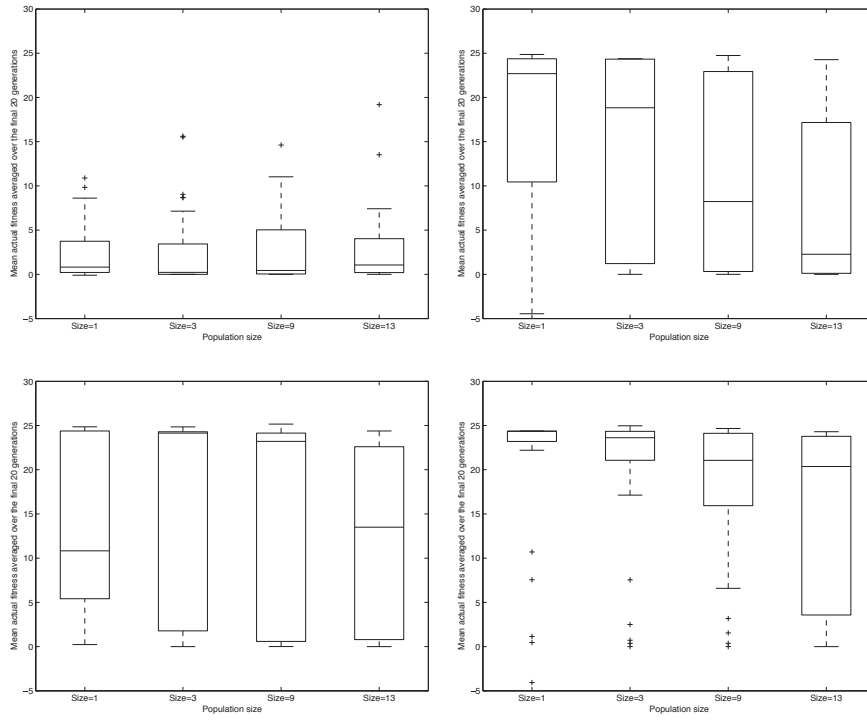 Mean actual fitness averaged over the final 20 generations
30
25
20
15
10
5
0
−5
Size=1 Size=3 Size=9 Size=13
Population size
Mean actual fitness averaged over the final 20 generations
30
25
20
15
10
5
0
−5
Size=1 Size=3 Size=9 Size=13
Population size
Mean actual fitness averaged over the final 20 generations
30
25
20
15
10
5
0
−5
Size=1 Size=3 Size=9 Size=13
Population size
Mean actual fitness averaged over the final 20 generations
30
25
20
15
10
5
0
−5
Size=1 Size=3 Size=9 Size=13
Population size